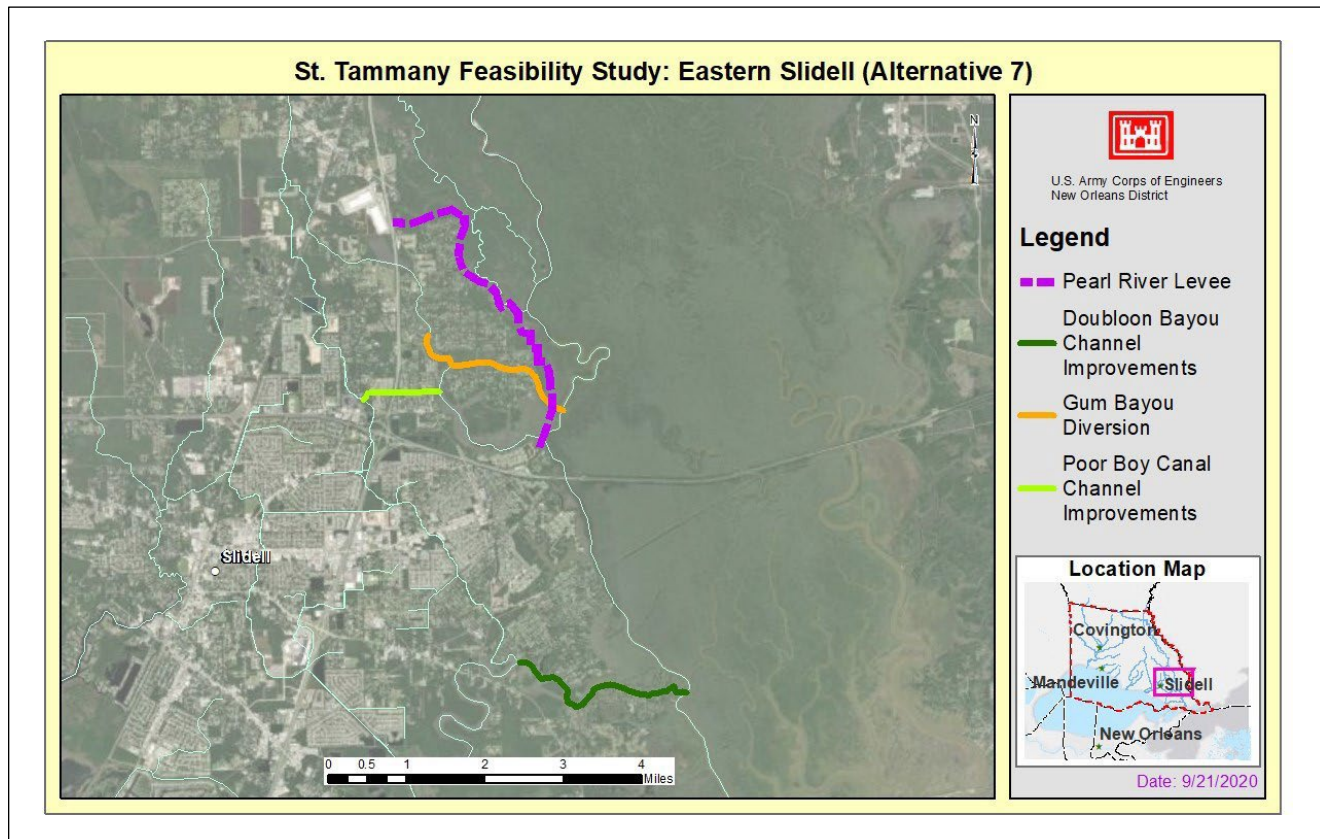 St. Tammany Feasibility Study: Eastern Slidell (Alternative 7)
N
Slidell
0 0.5 1 2 3 4
Miles
U.S. Army Corps of Engineers
New Orleans District
Legend
Pearl River Levee
Doubloon Bayou
Channel
Improvements
Gum Bayou
Diversion
Poor Boy Canal
Channel
Improvements
Location Map
Covington
Mandeville
Slidell
New Orleans
Date: 9/21/2020